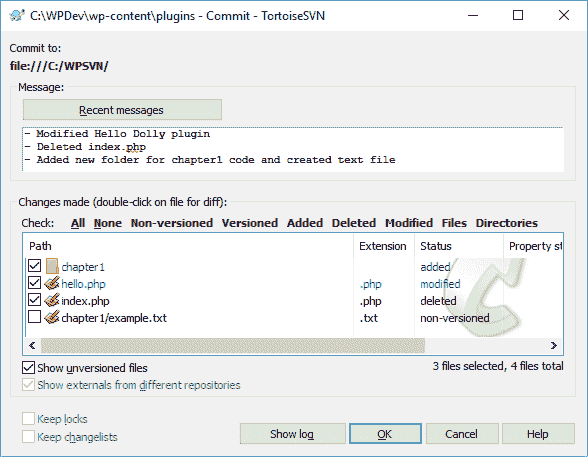 C:\WPDev\wp-content\plugins - Commit - TortoiseSVN
Commit to:
file:///C:/WPSVN/
Message:
Recent messages
- Modified Hello Dolly plugin
- Deleted index.php
- Added new folder for chapter1 code and created text file
Changes made (double-click on file for diff):
Check: All None Non-versioned Versioned Added Deleted Modified Files Directories
Path Extension Status Property st
chapter1 added
hello.php .php modified
index.php .php deleted
chapter1/example.txt .txt non-versioned
Show unversioned files 3 files selected, 4 files total
Show externals from different repositories
Keep locks
Keep changelists
Show log OK Cancel Help